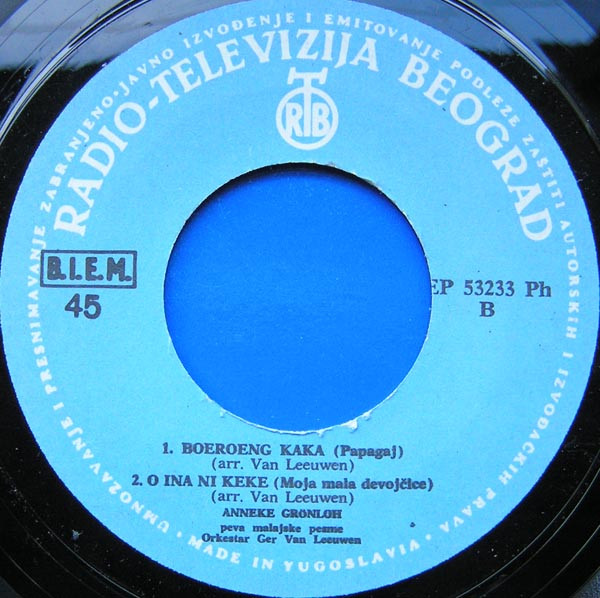 UMNOŽAVANJE I PRESNIMAVANJE ZABRANJENO·JAVNO IZVOĐENJE I EMITOVANJE PODLEŽE ZAŠTITI AUTORSKIH I IZVOĐAČKIH PRAVA ·
RADIO-TELEVIZIJA BEOGRAD
RTB
B.I.E.M.
45
EP 53233 Ph
B
1. BOEROENG KAKA (Papagaj)
(arr. Van Leeuwen)
2. O INA NI KEKE (Moja mala devojčice)
(arr. Van Leeuwen)
ANNEKE GRÖNLOH
peva malajske pesme
Orkestar Ger Van Leeuwen
· MADE IN YUGOSLAVIA ·